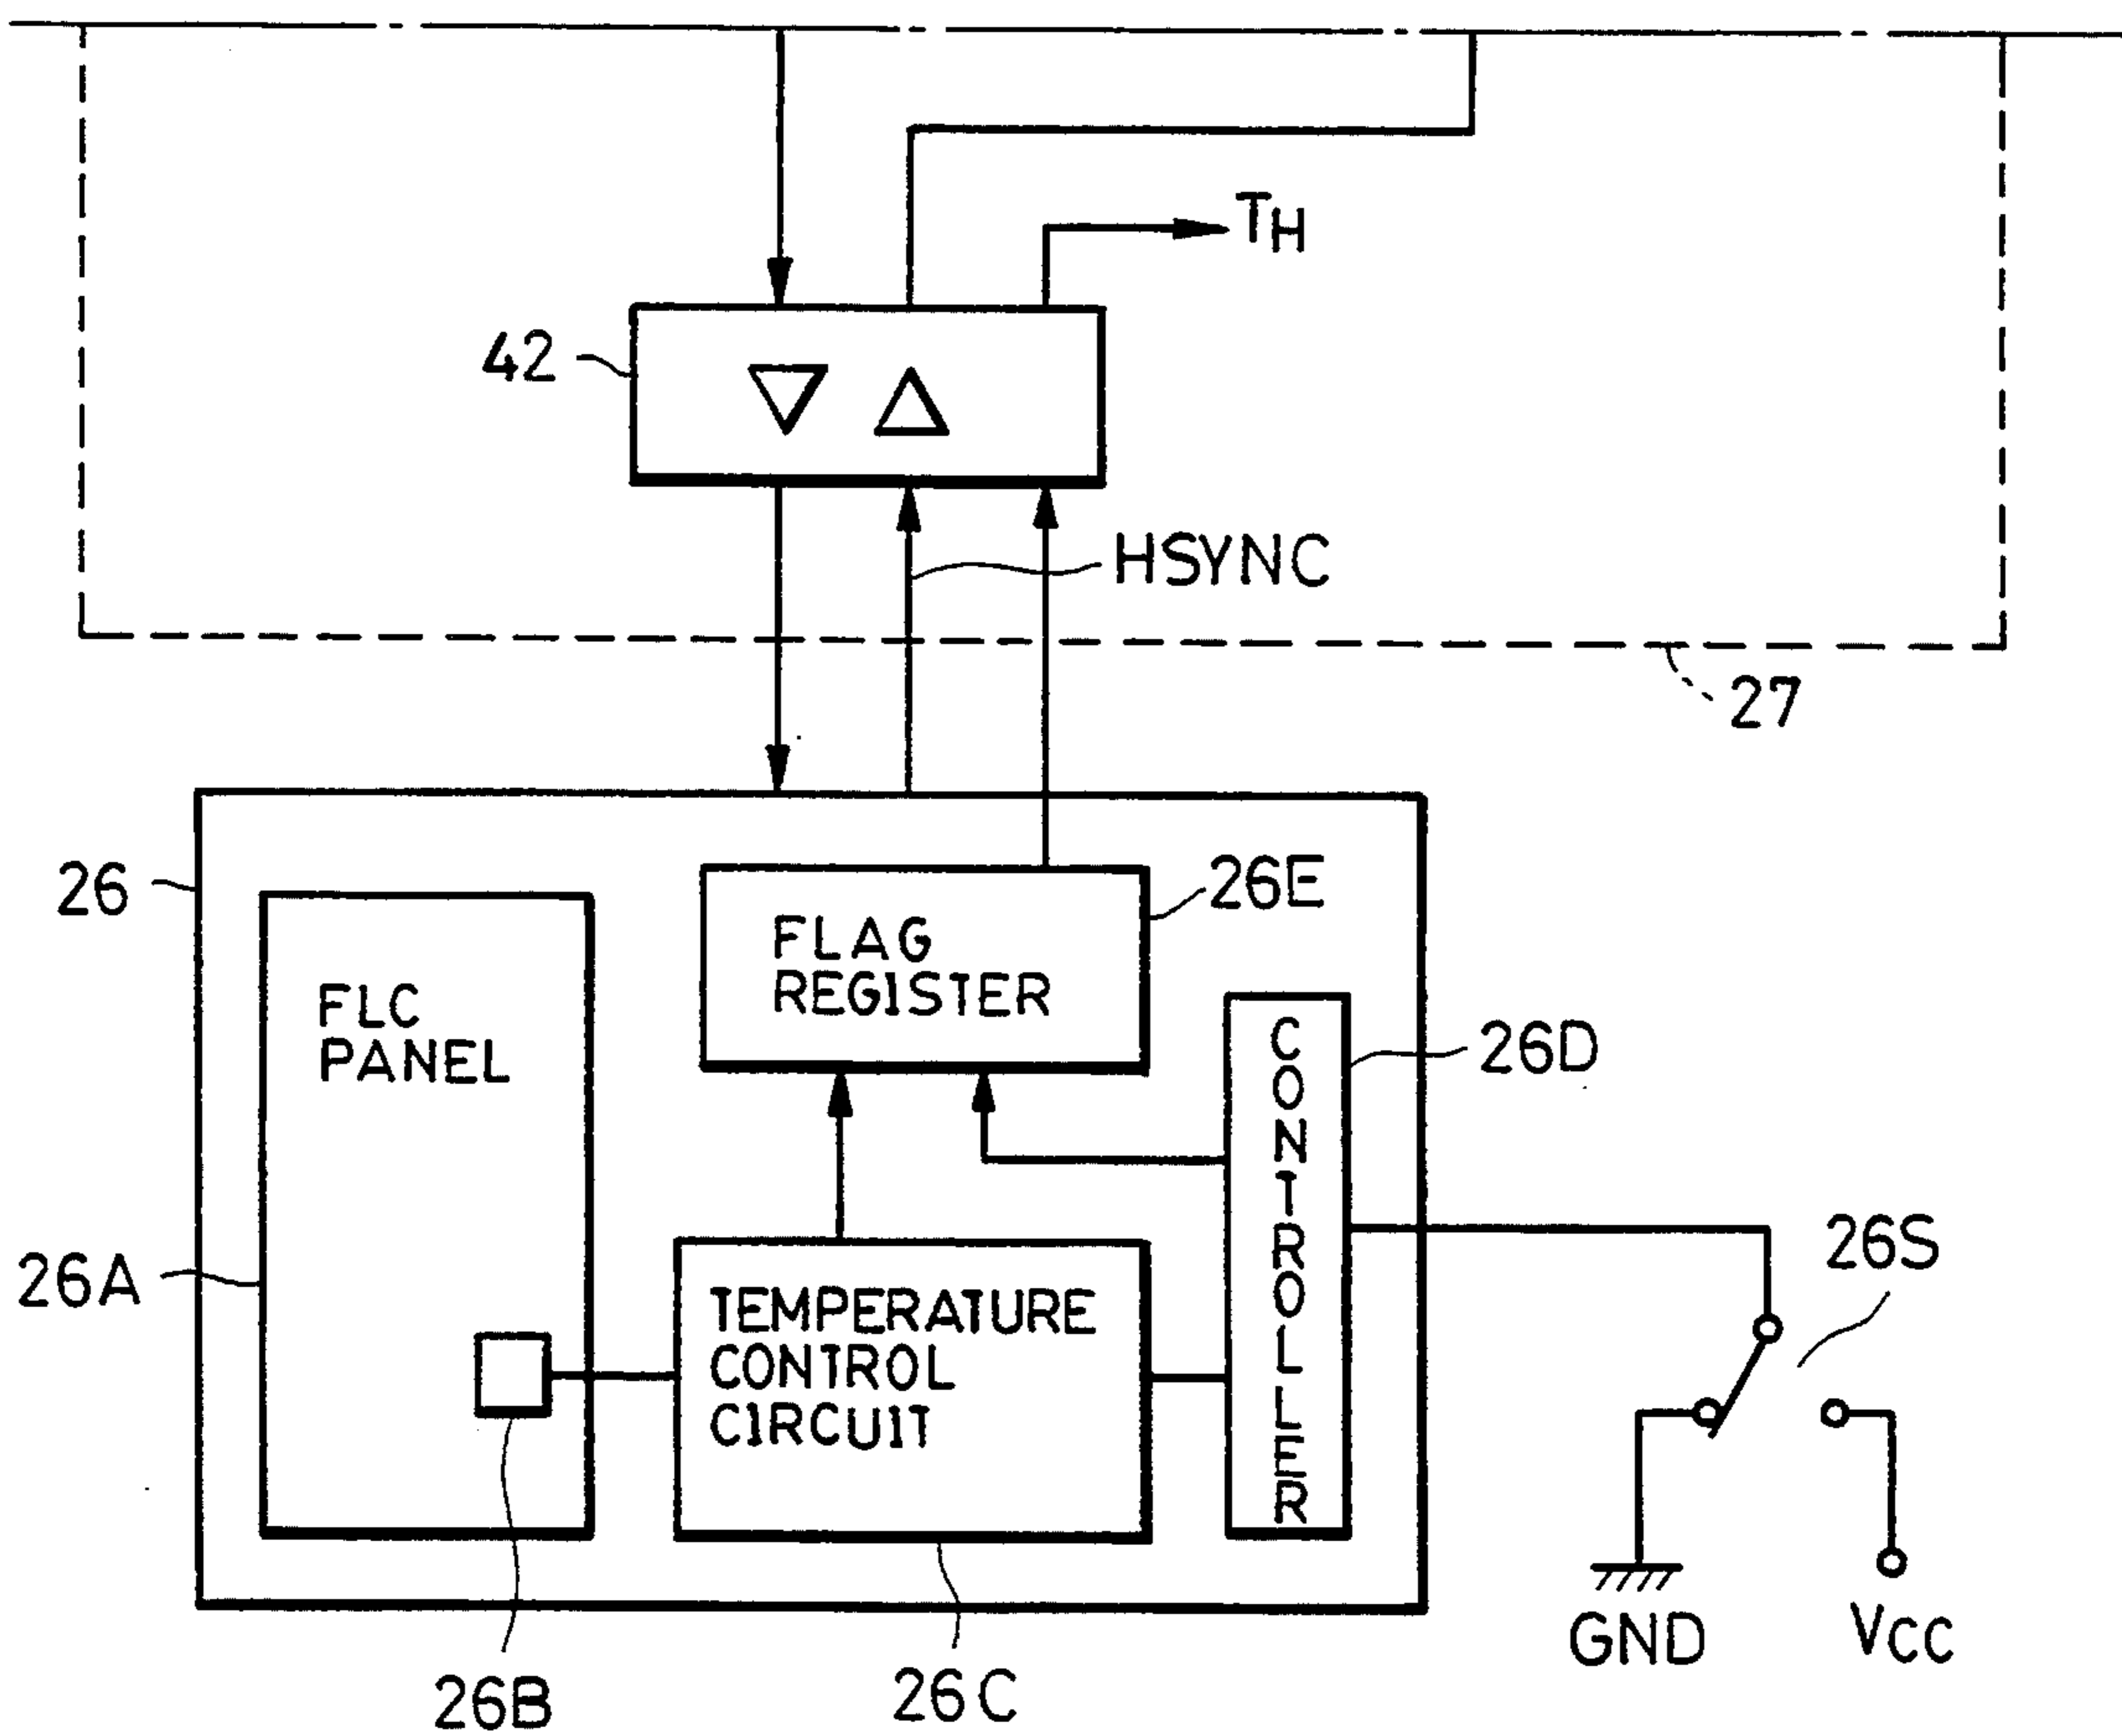 TH
42
HSYNC
27
26
26E
FLAG
REGISTER
FLC
PANEL
CONTROLLER
26D
26A
TEMPERATURE
CONTROL
CIRCUIT
26S
26B
26C
GND
VCC